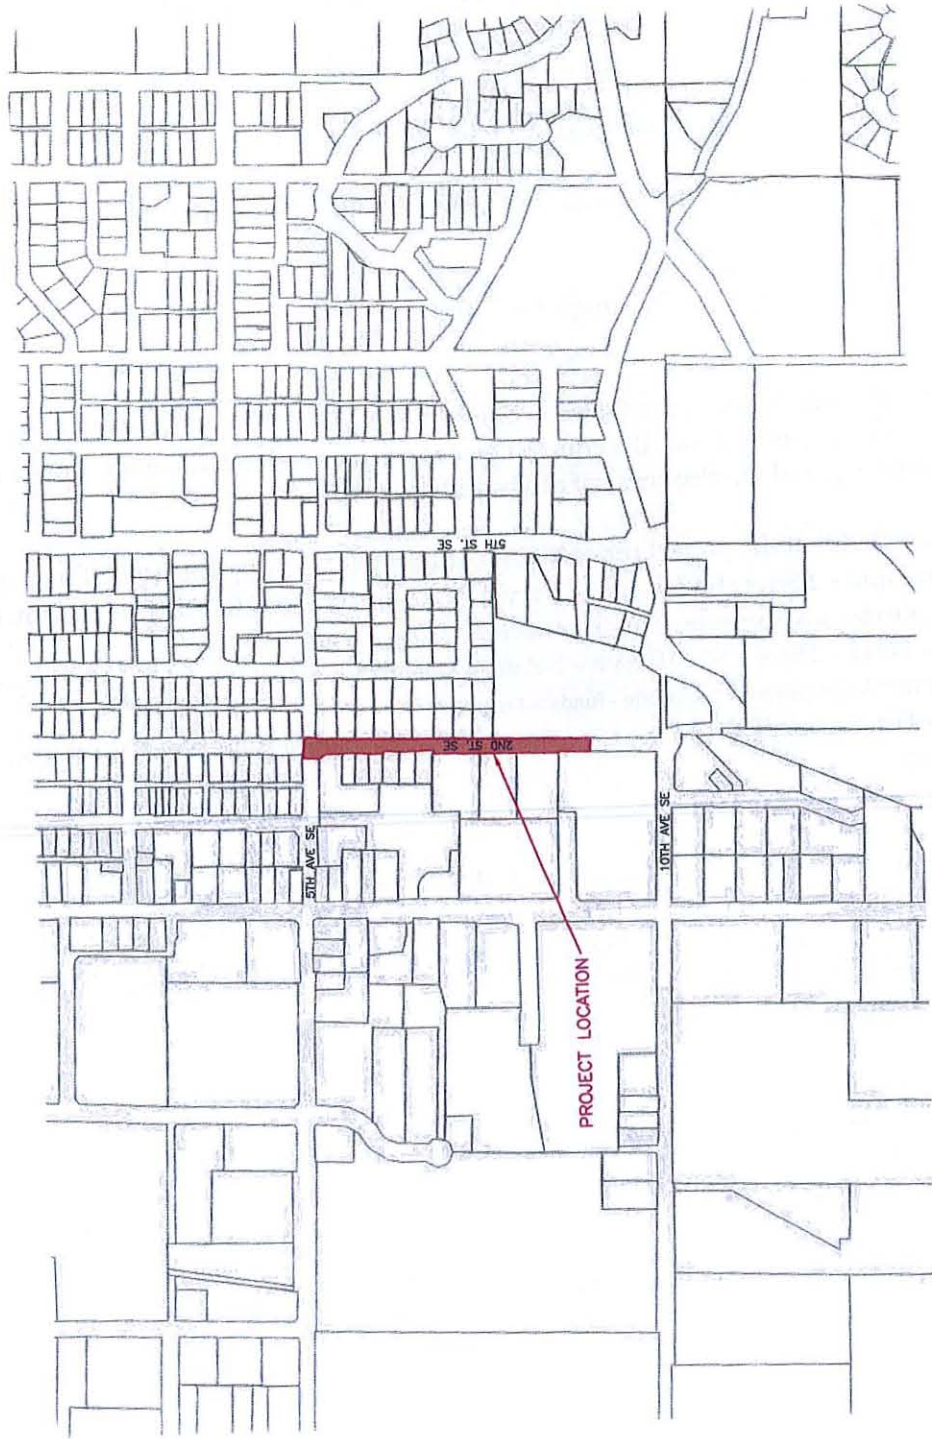 5TH ST. SE
2ND ST. SE
5TH AVE SE
10TH AVE SE
PROJECT LOCATION